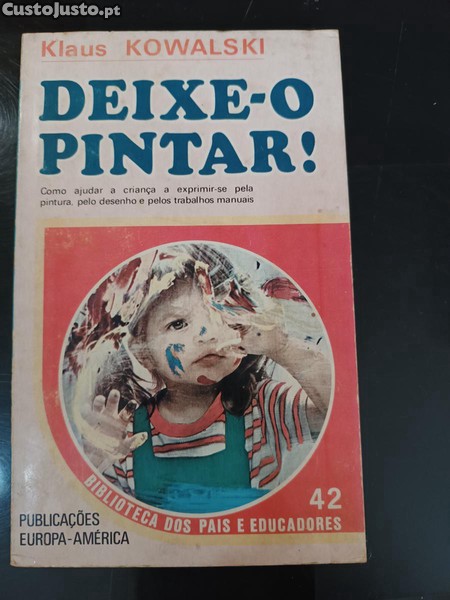 CustoJusto.pt
Klaus KOWALSKI
DEIXE-O
PINTAR!
Como ajudar a criança a exprimir-se pela
pintura, pelo desenho e pelos trabalhos manuais
42
BIBLIOTECA DOS PAIS E EDUCADORES
PUBLICAÇÕES
EUROPA-AMÉRICA